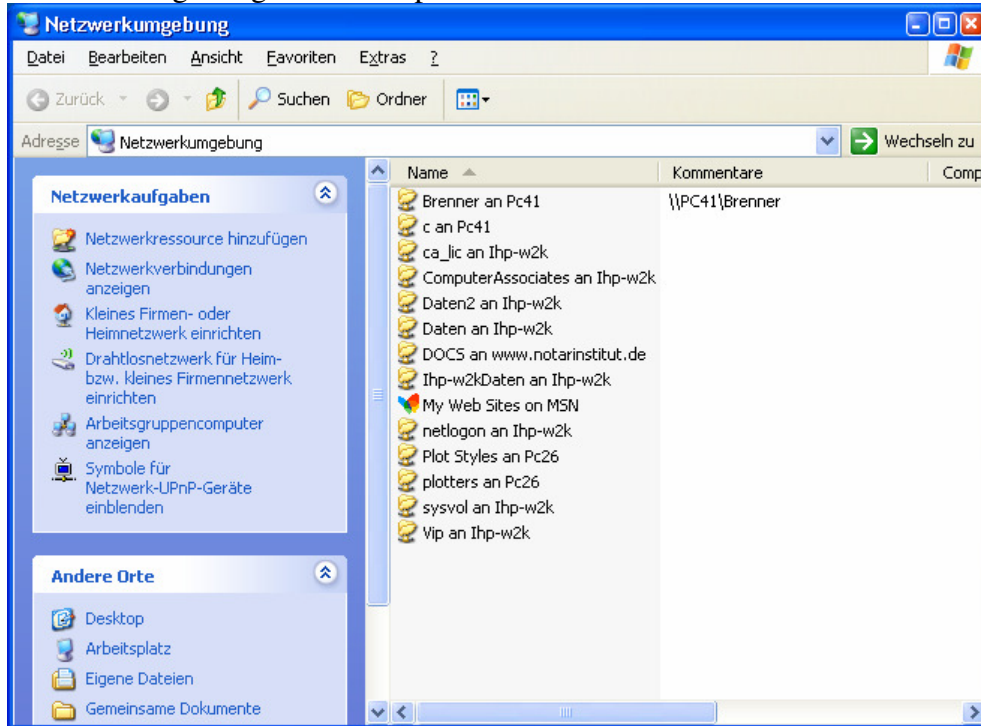 Netzwerkumgebung
Datei Bearbeiten Ansicht Favoriten Extras ?
Zurück Suchen Ordner
Adresse Netzwerkumgebung Wechseln zu
Netzwerkaufgaben
Netzwerkressource hinzufügen
Netzwerkverbindungen
anzeigen
Kleines Firmen- oder
Heimnetzwerk einrichten
Drahtlosnetzwerk für Heim-
bzw. kleines Firmennetzwerk
einrichten
Arbeitsgruppencomputer
anzeigen
Symbole für
Netzwerk-UPnP-Geräte
einblenden
Andere Orte
Desktop
Arbeitsplatz
Eigene Dateien
Gemeinsame Dokumente
Name Kommentare Comp
Brenner an Pc41 \\PC41\Brenner
c an Pc41
ca_lic an Ihp-w2k
ComputerAssociates an Ihp-w2k
Daten2 an Ihp-w2k
Daten an Ihp-w2k
DOCS an www.notarinstitut.de
Ihp-w2kDaten an Ihp-w2k
My Web Sites on MSN
netlogon an Ihp-w2k
Plot Styles an Pc26
plotters an Pc26
sysvol an Ihp-w2k
Vip an Ihp-w2k